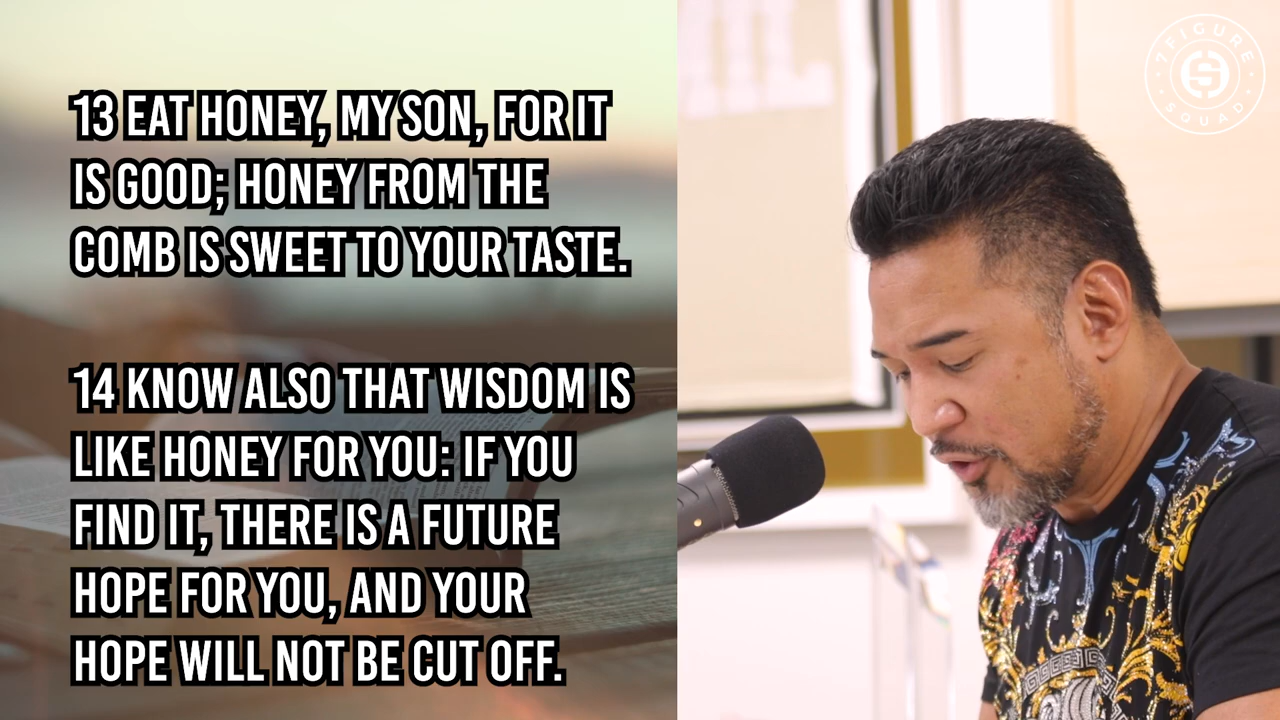 13 EAT HONEY, MY SON, FOR IT
IS GOOD; HONEY FROM THE
COMB IS SWEET TO YOUR TASTE.
14 KNOW ALSO THAT WISDOM IS
LIKE HONEY FOR YOU: IF YOU
FIND IT, THERE IS A FUTURE
HOPE FOR YOU, AND YOUR
HOPE WILL NOT BE CUT OFF.
7FIGURE
SQUAD